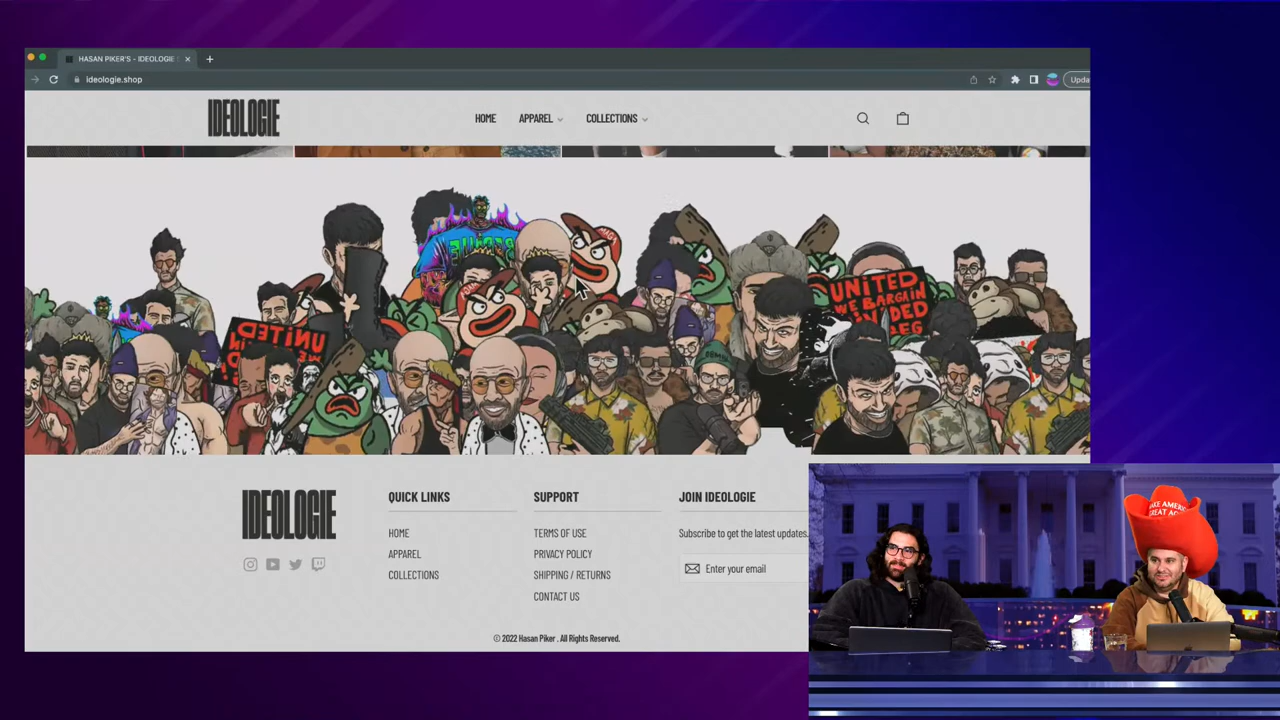 HASAN PIKER'S - IDEOLOGIE
ideologie.shop
Upda
IDEOLOGIE
HOME
APPAREL
COLLECTIONS
UNITED
UNITED
WE BARGAIN
IDEOLOGIE
QUICK LINKS
HOME
APPAREL
COLLECTIONS
SUPPORT
TERMS OF USE
PRIVACY POLICY
SHIPPING / RETURNS
CONTACT US
JOIN IDEOLOGIE
Subscribe to get the latest updates.
Enter your email
© 2022 Hasan Piker . All Rights Reserved.